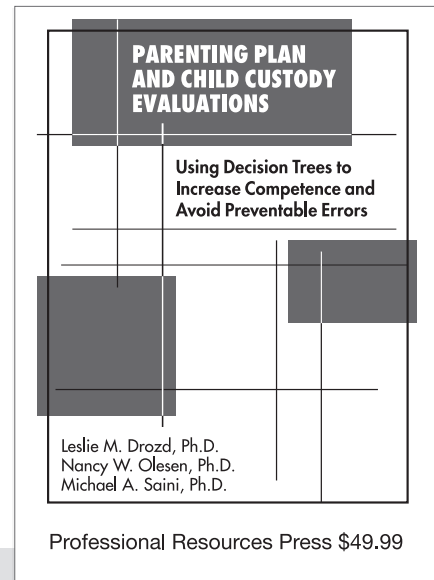 PARENTING PLAN
AND CHILD CUSTODY
EVALUATIONS
Using Decision Trees to
Increase Competence and
Avoid Preventable Errors
Leslie M. Drozd, Ph.D.
Nancy W. Olesen, Ph.D.
Michael A. Saini, Ph.D.
Professional Resources Press $49.99